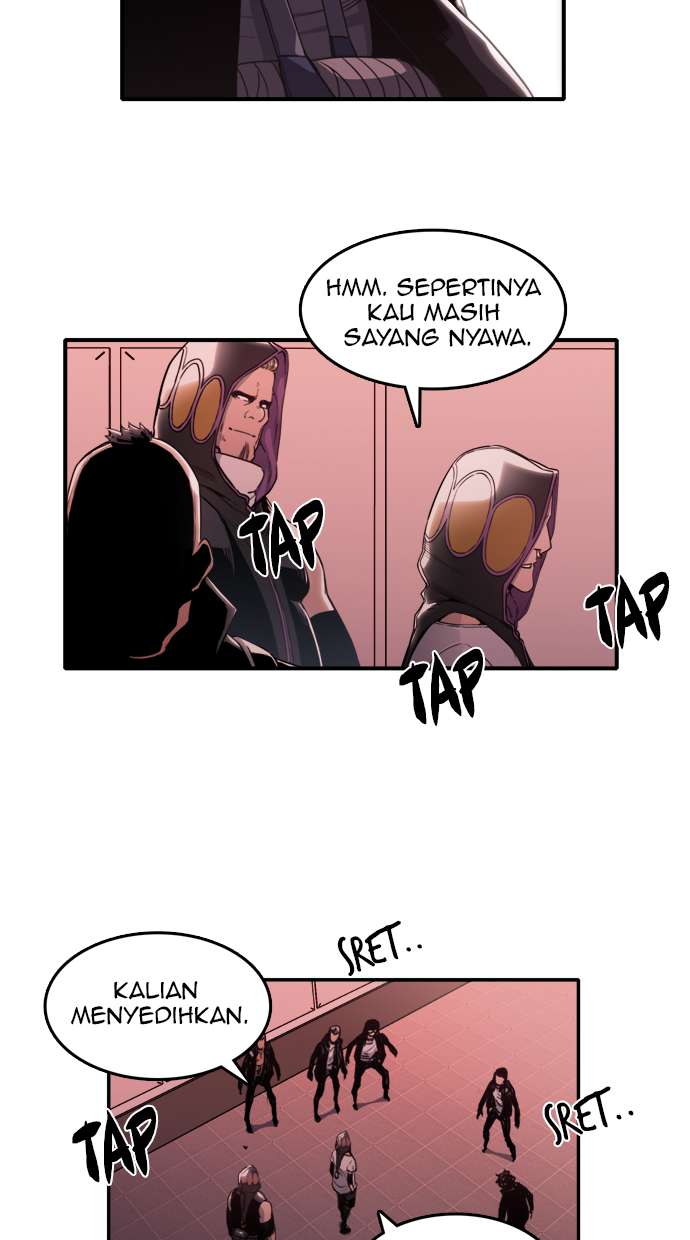 HMM. SEPERTINYA
KAU MASIH
SAYANG NYAWA.
TAP
TAP
TAP
SRET..
KALIAN
MENYEDIHKAN.
SRET..
TAP